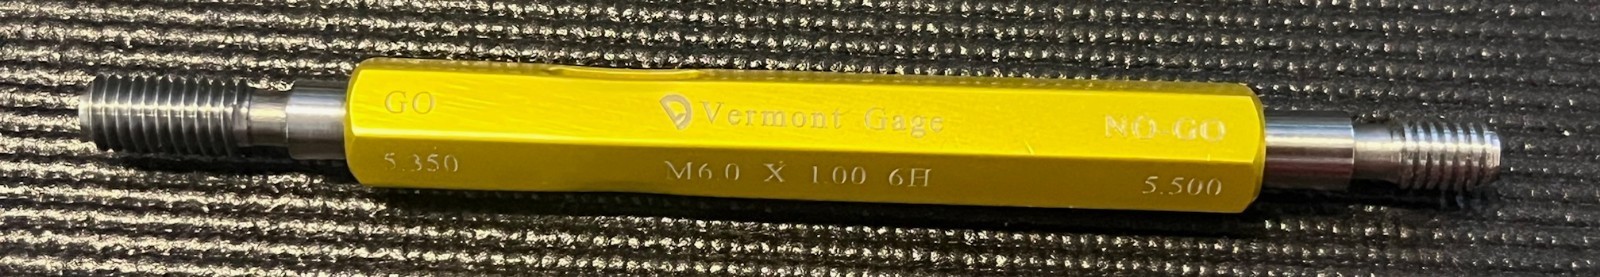 GO Vermont Gage NO GO
5.350 M6.0 X 1.00 6H 5.500